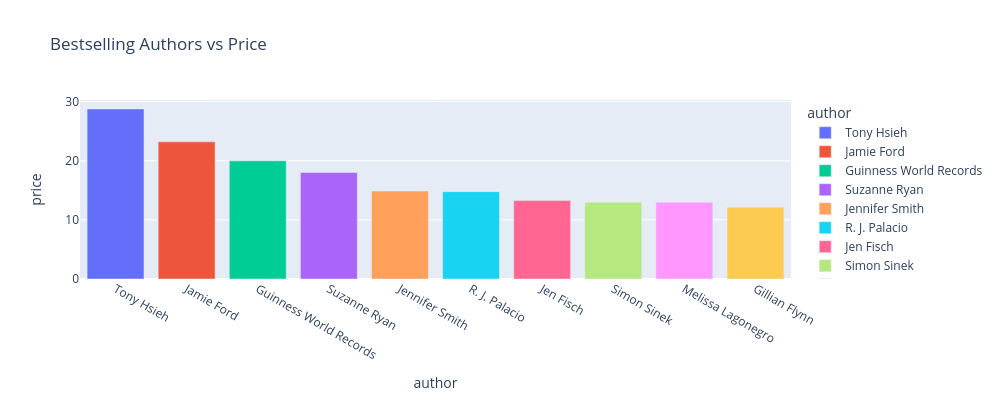 Bestselling Authors vs Price
30
20
10
0
price
Tony Hsieh
Jamie Ford
Guinness World Records
Suzanne Ryan
Jennifer Smith
R. J. Palacio
Jen Fisch
Simon Sinek
Melissa Lagonegro
Gillian Flynn
author
author
Tony Hsieh
Jamie Ford
Guinness World Records
Suzanne Ryan
Jennifer Smith
R. J. Palacio
Jen Fisch
Simon Sinek